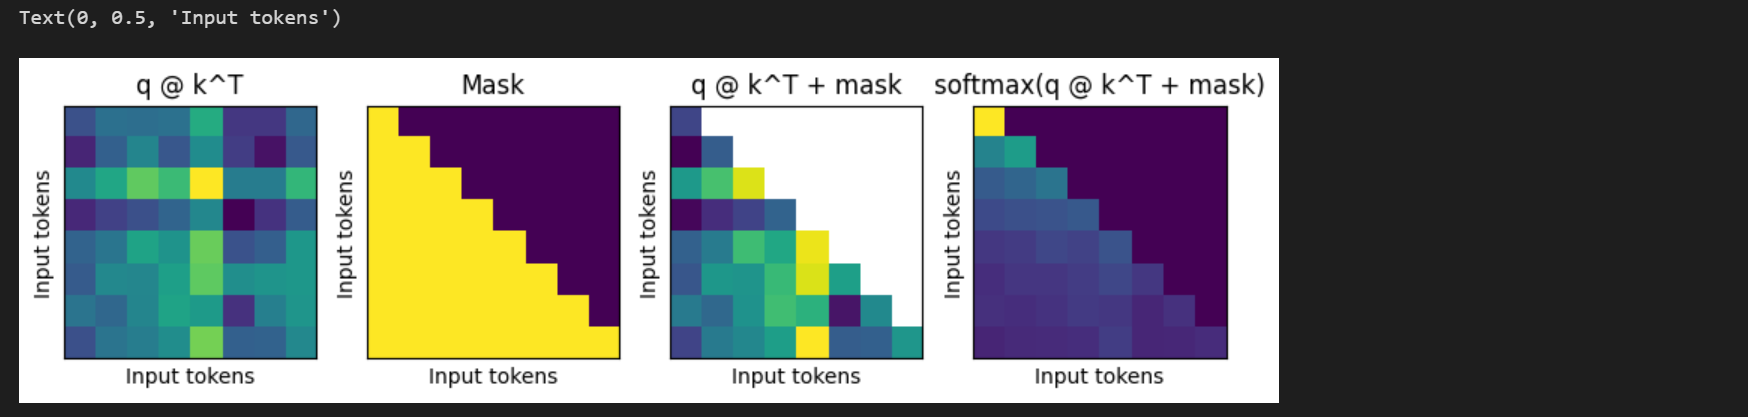 Text(0, 0.5, 'Input tokens')
q @ k^T
Mask
q @ k^T + mask
softmax(q @ k^T + mask)
Input tokens
Input tokens
Input tokens
Input tokens
Input tokens
Input tokens
Input tokens
Input tokens